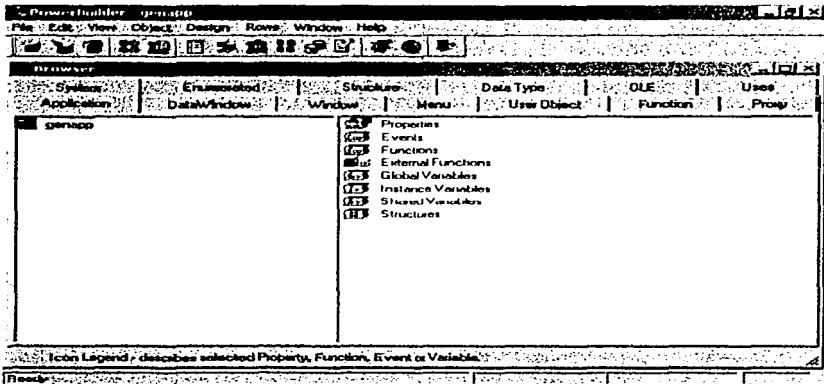 Powerbuilder - genapp
File Edit View Object Design Rows Window Help
Browser
System Enumerated Structure Data Type OLE Uses
Application DataWindow Window Menu User Object Function Proxy
genapp
Properties
Events
Functions
External Functions
Global Variables
Instance Variables
Shared Variables
Structures
Icon Legend - describes selected Property, Function, Event or Variable.
Ready